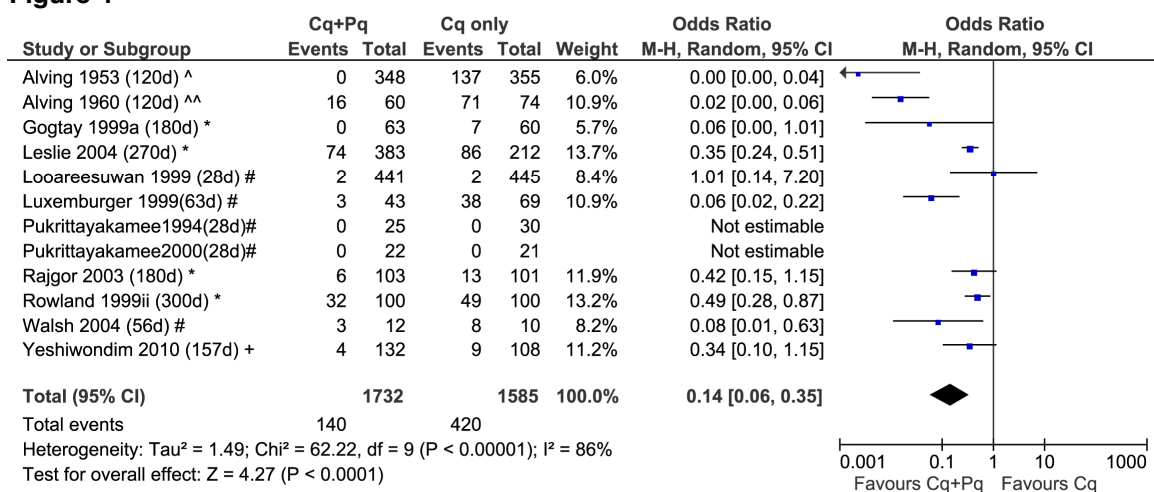 Cq+Pq Cq only Odds Ratio Odds Ratio
Study or Subgroup Events Total Events Total Weight M-H, Random, 95% CI M-H, Random, 95% CI
Alving 1953 (120d) ^ 0 348 137 355 6.0% 0.00 [0.00, 0.04]
Alving 1960 (120d) ^^ 16 60 71 74 10.9% 0.02 [0.00, 0.06]
Gogtay 1999a (180d) * 0 63 7 60 5.7% 0.06 [0.00, 1.01]
Leslie 2004 (270d) * 74 383 86 212 13.7% 0.35 [0.24, 0.51]
Looareesuwan 1999 (28d) # 2 441 2 445 8.4% 1.01 [0.14, 7.20]
Luxemburger 1999(63d) # 3 43 38 69 10.9% 0.06 [0.02, 0.22]
Pukrittayakamee1994(28d)# 0 25 0 30 Not estimable
Pukrittayakamee2000(28d)# 0 22 0 21 Not estimable
Rajgor 2003 (180d) * 6 103 13 101 11.9% 0.42 [0.15, 1.15]
Rowland 1999ii (300d) * 32 100 49 100 13.2% 0.49 [0.28, 0.87]
Walsh 2004 (56d) # 3 12 8 10 8.2% 0.08 [0.01, 0.63]
Yeshiwondim 2010 (157d) + 4 132 9 108 11.2% 0.34 [0.10, 1.15]
Total (95% CI) 1732 1585 100.0% 0.14 [0.06, 0.35]
Total events 140 420
Heterogeneity: Tau² = 1.49; Chi² = 62.22, df = 9 (P < 0.00001); I² = 86%
Test for overall effect: Z = 4.27 (P < 0.0001)
0.001 0.1 1 10 1000
Favours Cq+Pq Favours Cq